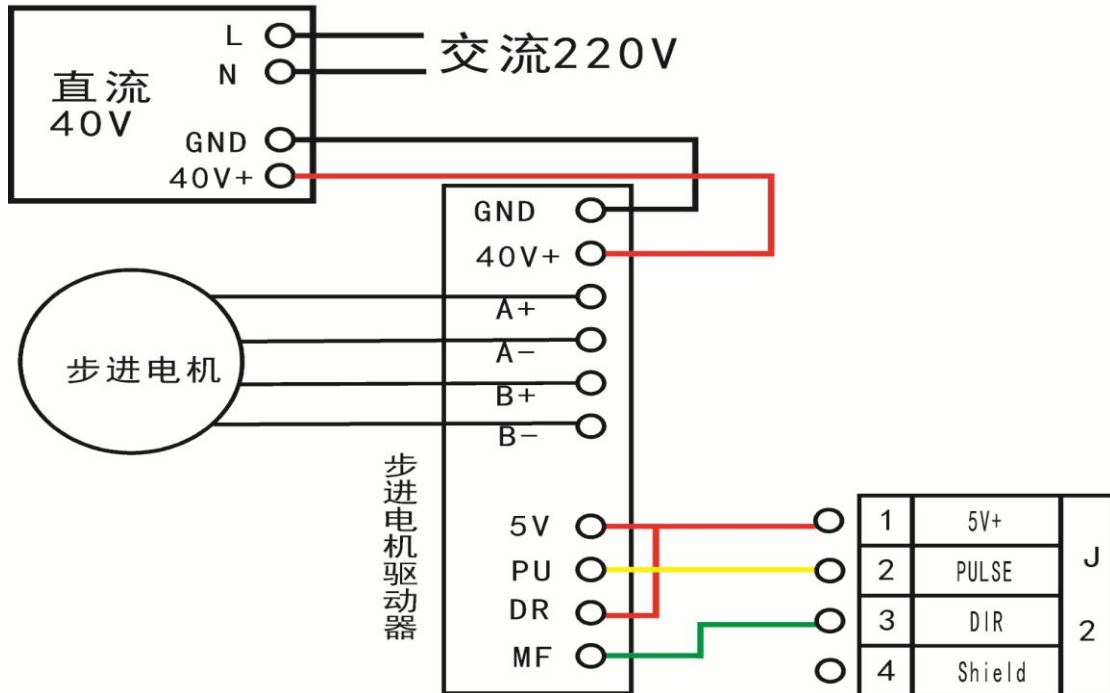 L
交流220V
N
直流
40V
GND
40V+
GND
40V+
A+
A-
步进电机
B+
B-
步进电机驱动器
5V
PU
DR
MF
1 5V+
2 PULSE
3 DIR
4 Shield
J2